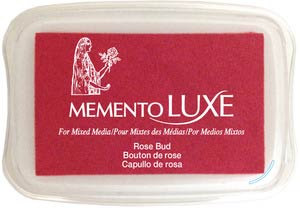 MEMENTO LUXE
For Mixed Media/Pour Mixtes des Médias/Por Medios Mixtos
Rose Bud
Bouton de rose
Capullo de rosa